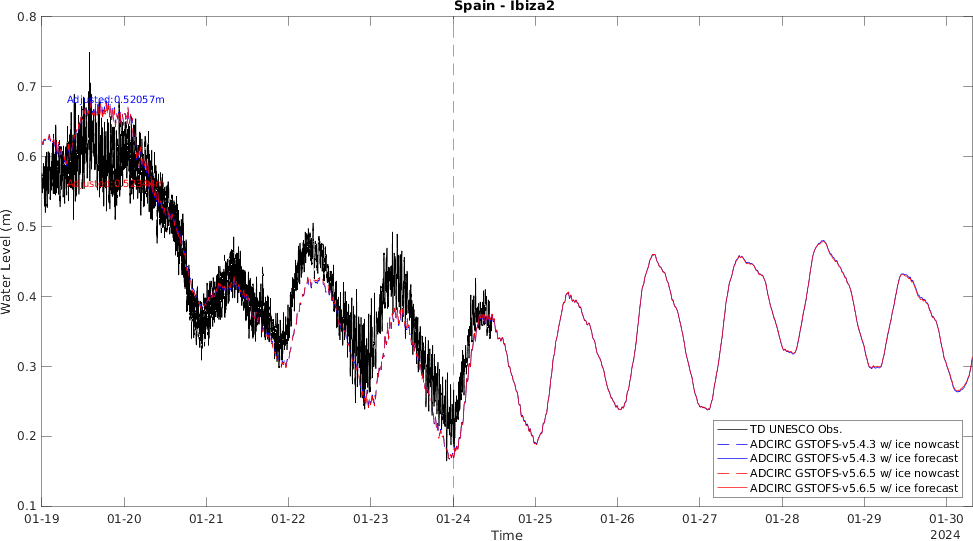 Spain - Ibiza2
0.8
0.7
0.6
0.5
0.4
0.3
0.2
0.1
Water Level (m)
Adjusted:0.52057m
01-19
01-20
01-21
01-22
01-23
01-24
01-25
01-26
01-27
01-28
01-29
01-30
Time
2024
TD UNESCO Obs.
ADCIRC GSTOFS-v5.4.3 w/ ice nowcast
ADCIRC GSTOFS-v5.4.3 w/ ice forecast
ADCIRC GSTOFS-v5.6.5 w/ ice nowcast
ADCIRC GSTOFS-v5.6.5 w/ ice forecast